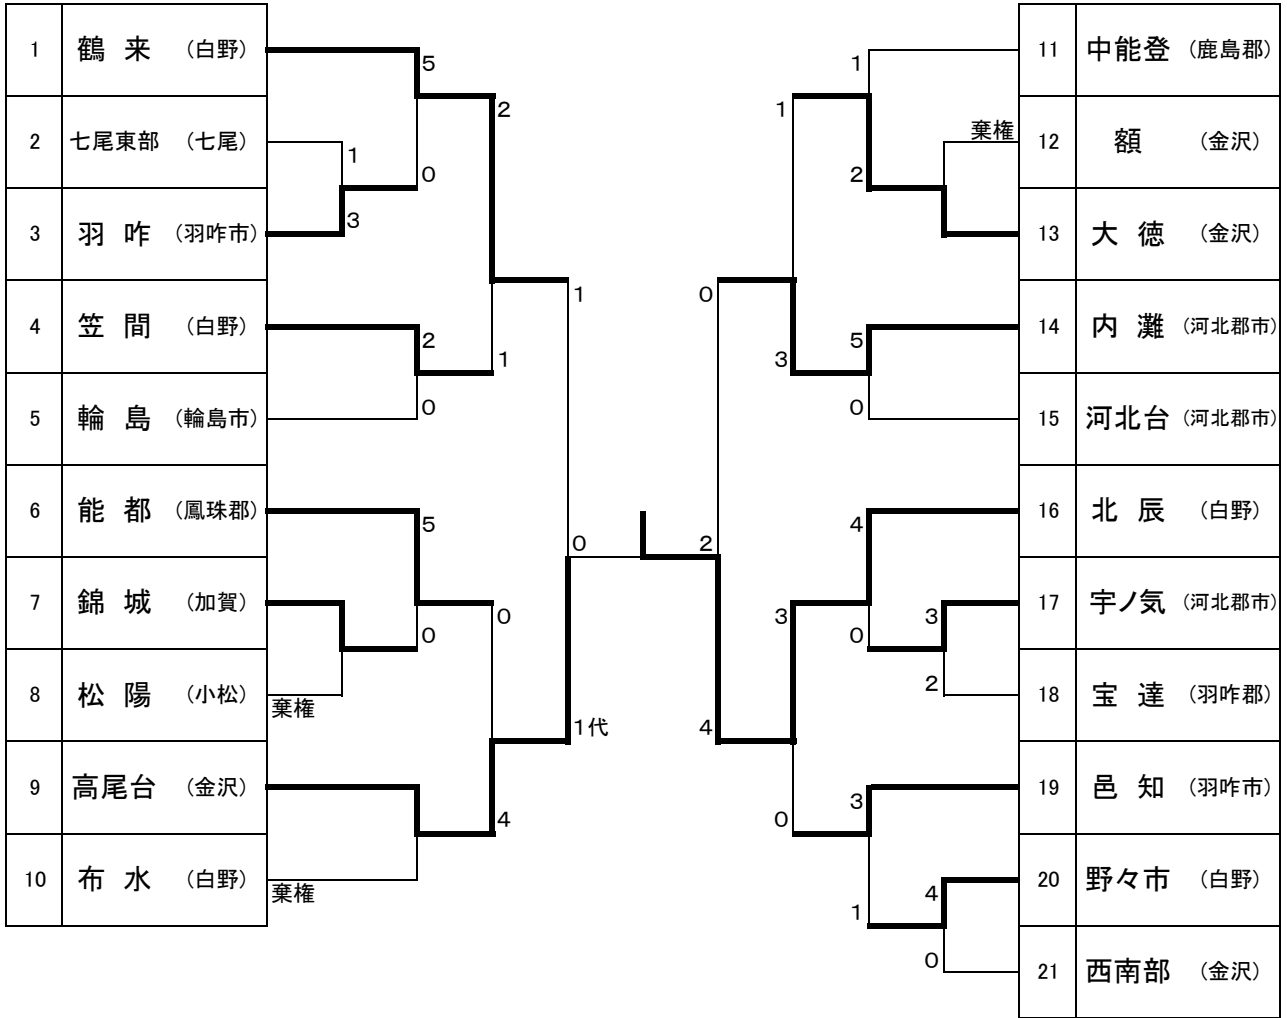 1 鶴来 （白野）
2 七尾東部 （七尾）
3 羽咋 （羽咋市）
4 笠間 （白野）
5 輪島 （輪島市）
6 能都 （鳳珠郡）
7 錦城 （加賀）
8 松陽 （小松）
9 高尾台 （金沢）
10 布水 （白野）
5
0
1
3
2
2
0
1
1
5
0
0
棄権
棄権
4
0
1代
2
0
4
1
3
1
2
棄権
5
0
4
0
3
2
3
0
3
1
4
0
11 中能登 （鹿島郡）
12 額 （金沢）
13 大徳 （金沢）
14 内灘 （河北郡市）
15 河北台 （河北郡市）
16 北辰 （白野）
17 宇ノ気 （河北郡市）
18 宝達 （羽咋郡）
19 邑知 （羽咋市）
20 野々市 （白野）
21 西南部 （金沢）